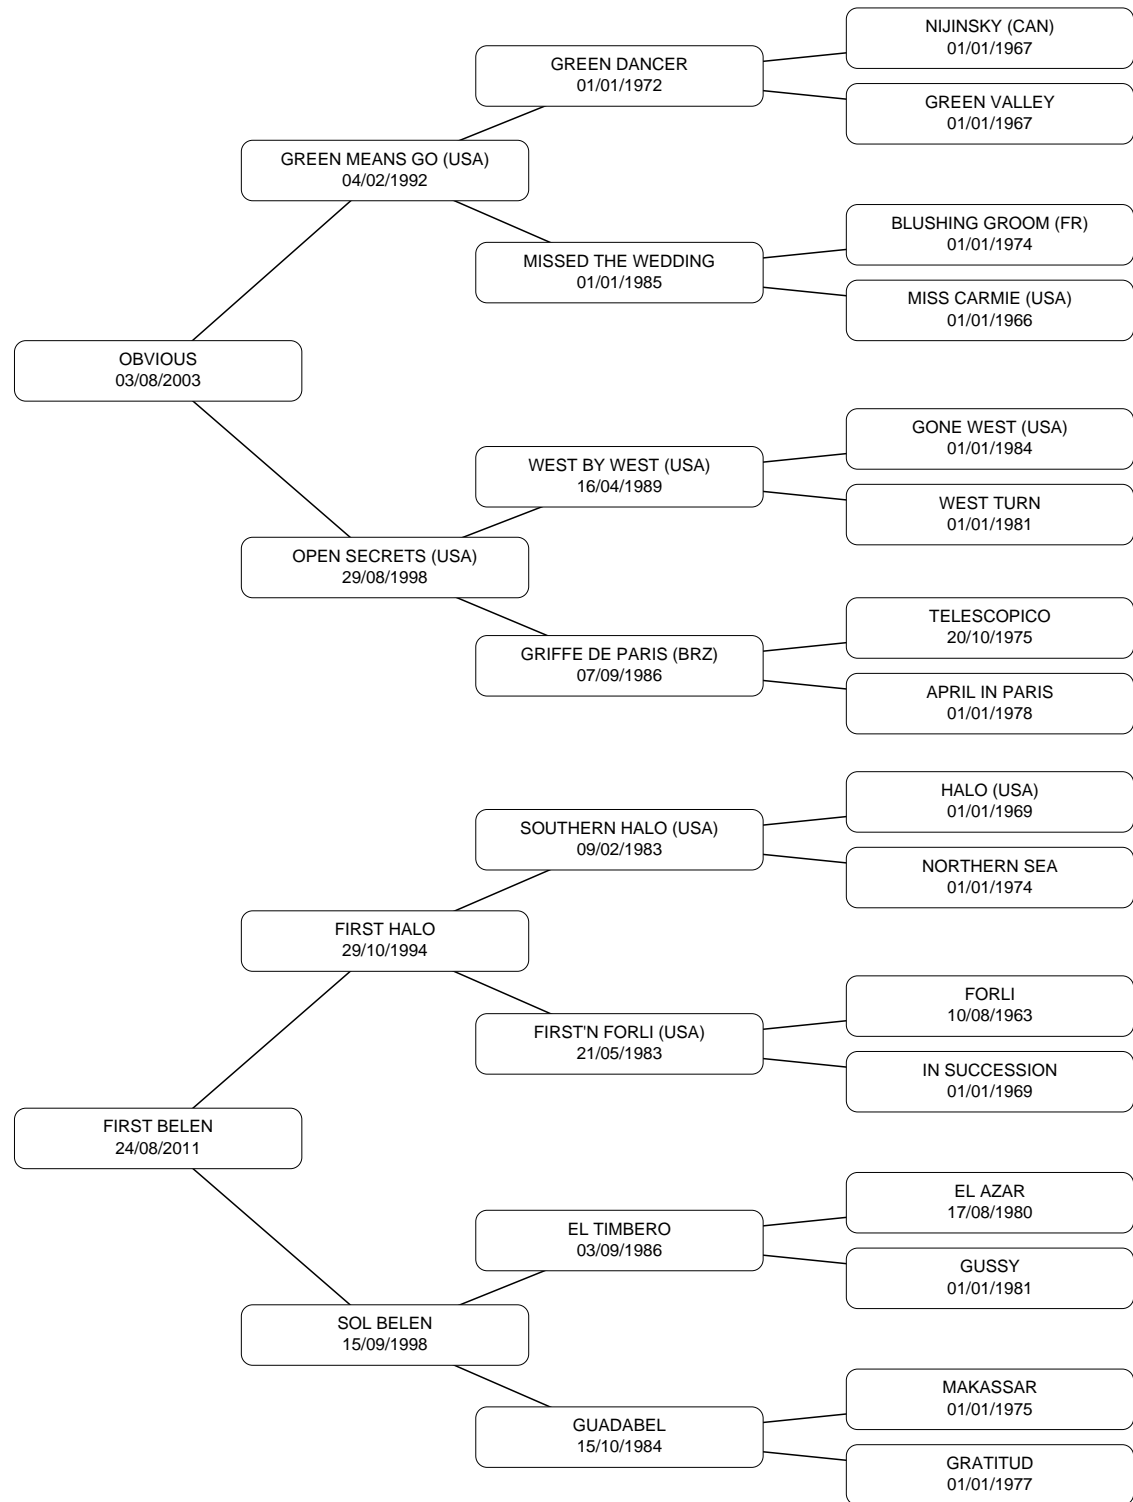 NIJINSKY (CAN)
01/01/1967
GREEN DANCER
01/01/1972
GREEN VALLEY
01/01/1967
GREEN MEANS GO (USA)
04/02/1992
BLUSHING GROOM (FR)
01/01/1974
MISSED THE WEDDING
01/01/1985
MISS CARMIE (USA)
01/01/1966
OBVIOUS
03/08/2003
GONE WEST (USA)
01/01/1984
WEST BY WEST (USA)
16/04/1989
WEST TURN
01/01/1981
OPEN SECRETS (USA)
29/08/1998
TELESCOPICO
20/10/1975
GRIFFE DE PARIS (BRZ)
07/09/1986
APRIL IN PARIS
01/01/1978
HALO (USA)
01/01/1969
SOUTHERN HALO (USA)
09/02/1983
NORTHERN SEA
01/01/1974
FIRST HALO
29/10/1994
FORLI
10/08/1963
FIRST'N FORLI (USA)
21/05/1983
IN SUCCESSION
01/01/1969
FIRST BELEN
24/08/2011
EL AZAR
17/08/1980
EL TIMBERO
03/09/1986
GUSSY
01/01/1981
SOL BELEN
15/09/1998
MAKASSAR
01/01/1975
GUADABEL
15/10/1984
GRATITUD
01/01/1977